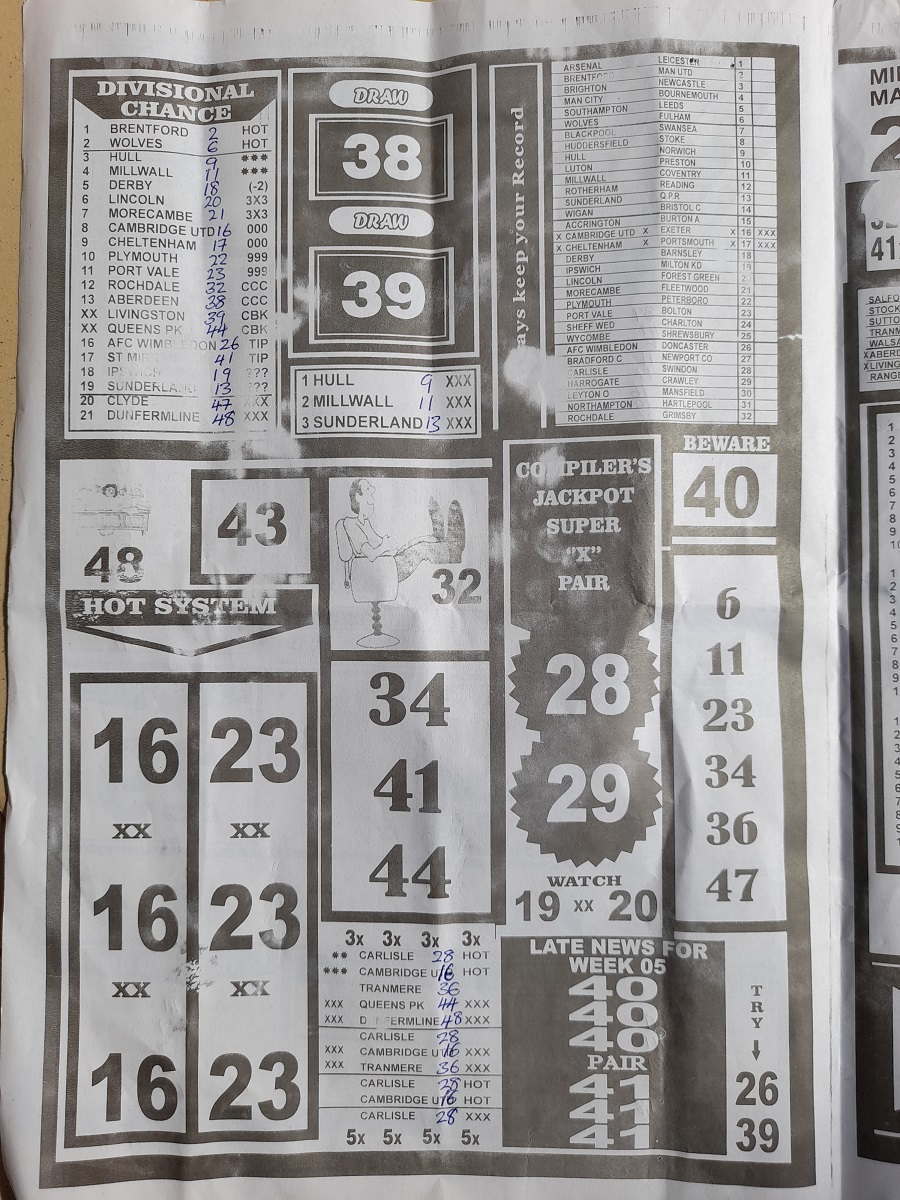 DIVISIONAL
CHANCE
1 BRENTFORD 2 HOT
2 WOLVES 6 HOT
3 HULL 9 ***
4 MILLWALL 11 ***
5 DERBY 18 (-2)
6 LINCOLN 20 3X3
7 MORECAMBE 21 3X3
8 CAMBRIDGE UTD 16 000
9 CHELTENHAM 17 000
10 PLYMOUTH 22 999
11 PORT VALE 23 999
12 ROCHDALE 32 CCC
13 ABERDEEN 38 CCC
XX LIVINGSTON 39 CBK
XX QUEENS PK 44 CBK
16 AFC WIMBLEDON 26 TIP
17 ST 41 TIP
18 19 ???
19 SUNDERLAND 13 ???
20 CLYDE 47 XXX
21 DUNFERMLINE 48 XXX
DRAW
38
DRAW
39
1 HULL 9 XXX
2 MILLWALL 11 XXX
3 SUNDERLAND 13 XXX
keep your Record
ARSENAL LEICESTER 1
BRENTFORD MAN UTD 2
BRIGHTON NEWCASTLE 3
MAN CITY BOURNEMOUTH 4
SOUTHAMPTON LEEDS 5
WOLVES FULHAM 6
BLACKPOOL SWANSEA 7
HUDDERSFIELD STOKE 8
HULL NORWICH 9
LUTON PRESTON 10
MILLWALL COVENTRY 11
ROTHERHAM READING 12
SUNDERLAND Q.P.R 13
WIGAN BRISTOL C 14
ACCRINGTON BURTON A 15
X CAMBRIDGE UTD X EXETER X 16 XXX
X CHELTENHAM X PORTSMOUTH X 17 XXX
DERBY BARNSLEY 18
IPSWICH MILTON KD 19
LINCOLN FOREST GREEN
MORECAMBE FLEETWOOD 21
PLYMOUTH PETERBORO 22
PORT VALE BOLTON 23
SHEFF WED CHARLTON 24
WYCOMBE SHREWSBURY 25
AFC WIMBLEDON DONCASTER 26
BRADFORD C NEWPORT CO 27
CARLISLE SWINDON 28
HARROGATE CRAWLEY 29
LEYTON O MANSFIELD 30
NORTHAMPTON HARTLEPOOL 31
ROCHDALE GRIMSBY 32
48
43
32
HOT SYSTEM
16 23
XX XX
16 23
XX XX
16 23
34
41
44
3x 3x 3x 3x
** CARLISLE 28 HOT
*** CAMBRIDGE U 16 HOT
TRANMERE 36
XXX QUEENS PK 44 XXX
XXX 48 XXX
CARLISLE 28
XXX CAMBRIDGE UT 16 XXX
XXX TRANMERE 36 XXX
CARLISLE 28 HOT
CAMBRIDGE U 16 HOT
CARLISLE 28 XXX
5x 5x 5x 5x
COMPILER'S
JACKPOT
SUPER
"X"
PAIR
28
29
WATCH
19 XX 20
BEWARE
40
6
11
23
34
36
47
LATE NEWS FOR
WEEK 05
40
40
40
PAIR
41
41
41
TRY
26
39
MA
SALFO
STOCK
SUTTO
TRANM
WALSA
XABERD
XLIVING
RANGE